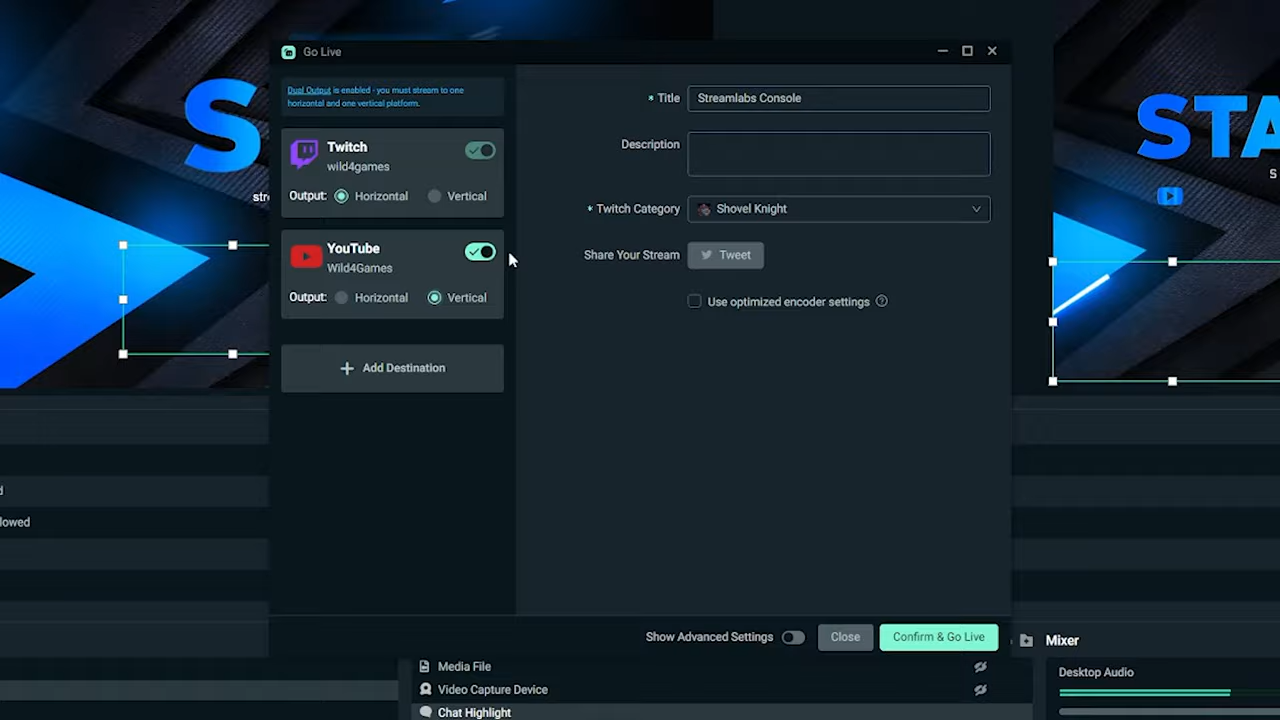 Go Live
Dual Output is enabled - you must stream to one
horizontal and one vertical platform.
Twitch
wild4games
Output: Horizontal Vertical
YouTube
Wild4Games
Output: Horizontal Vertical
+ Add Destination
* Title Streamlabs Console
Description
* Twitch Category Shovel Knight
Share Your Stream Tweet
Use optimized encoder settings ?
Show Advanced Settings Close Confirm & Go Live
S
str
STA
S
d
lowed
Media File
Video Capture Device
Chat Highlight
Mixer
Desktop Audio